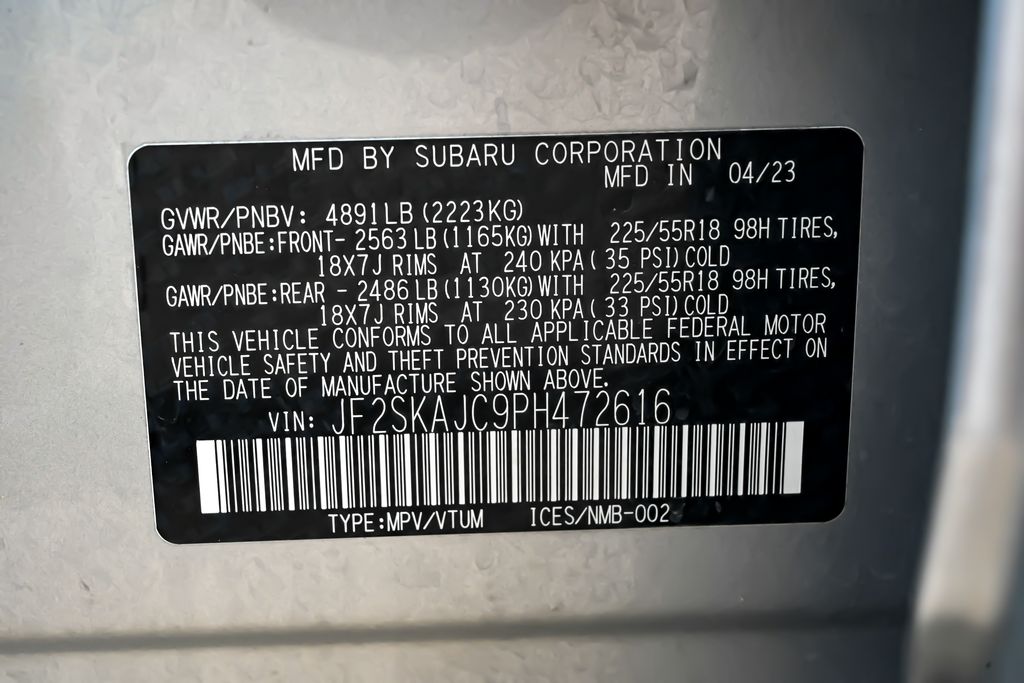 MFD BY SUBARU CORPORATION
MFD IN 04/23
GVWR/PNBV: 4891LB (2223KG)
GAWR/PNBE:FRONT- 2563 LB (1165KG) WITH 225/55R18 98H TIRES,
18X7J RIMS AT 240 KPA ( 35 PSI) COLD
GAWR/PNBE:REAR - 2486 LB (1130KG) WITH 225/55R18 98H TIRES,
18X7J RIMS AT 230 KPA ( 33 PSI) COLD
THIS VEHICLE CONFORMS TO ALL APPLICABLE FEDERAL MOTOR
VEHICLE SAFETY AND THEFT PREVENTION STANDARDS IN EFFECT ON
THE DATE OF MANUFACTURE SHOWN ABOVE.
VIN: JF2SKAJC9PH472616
TYPE:MPV/VTUM ICES/NMB-002